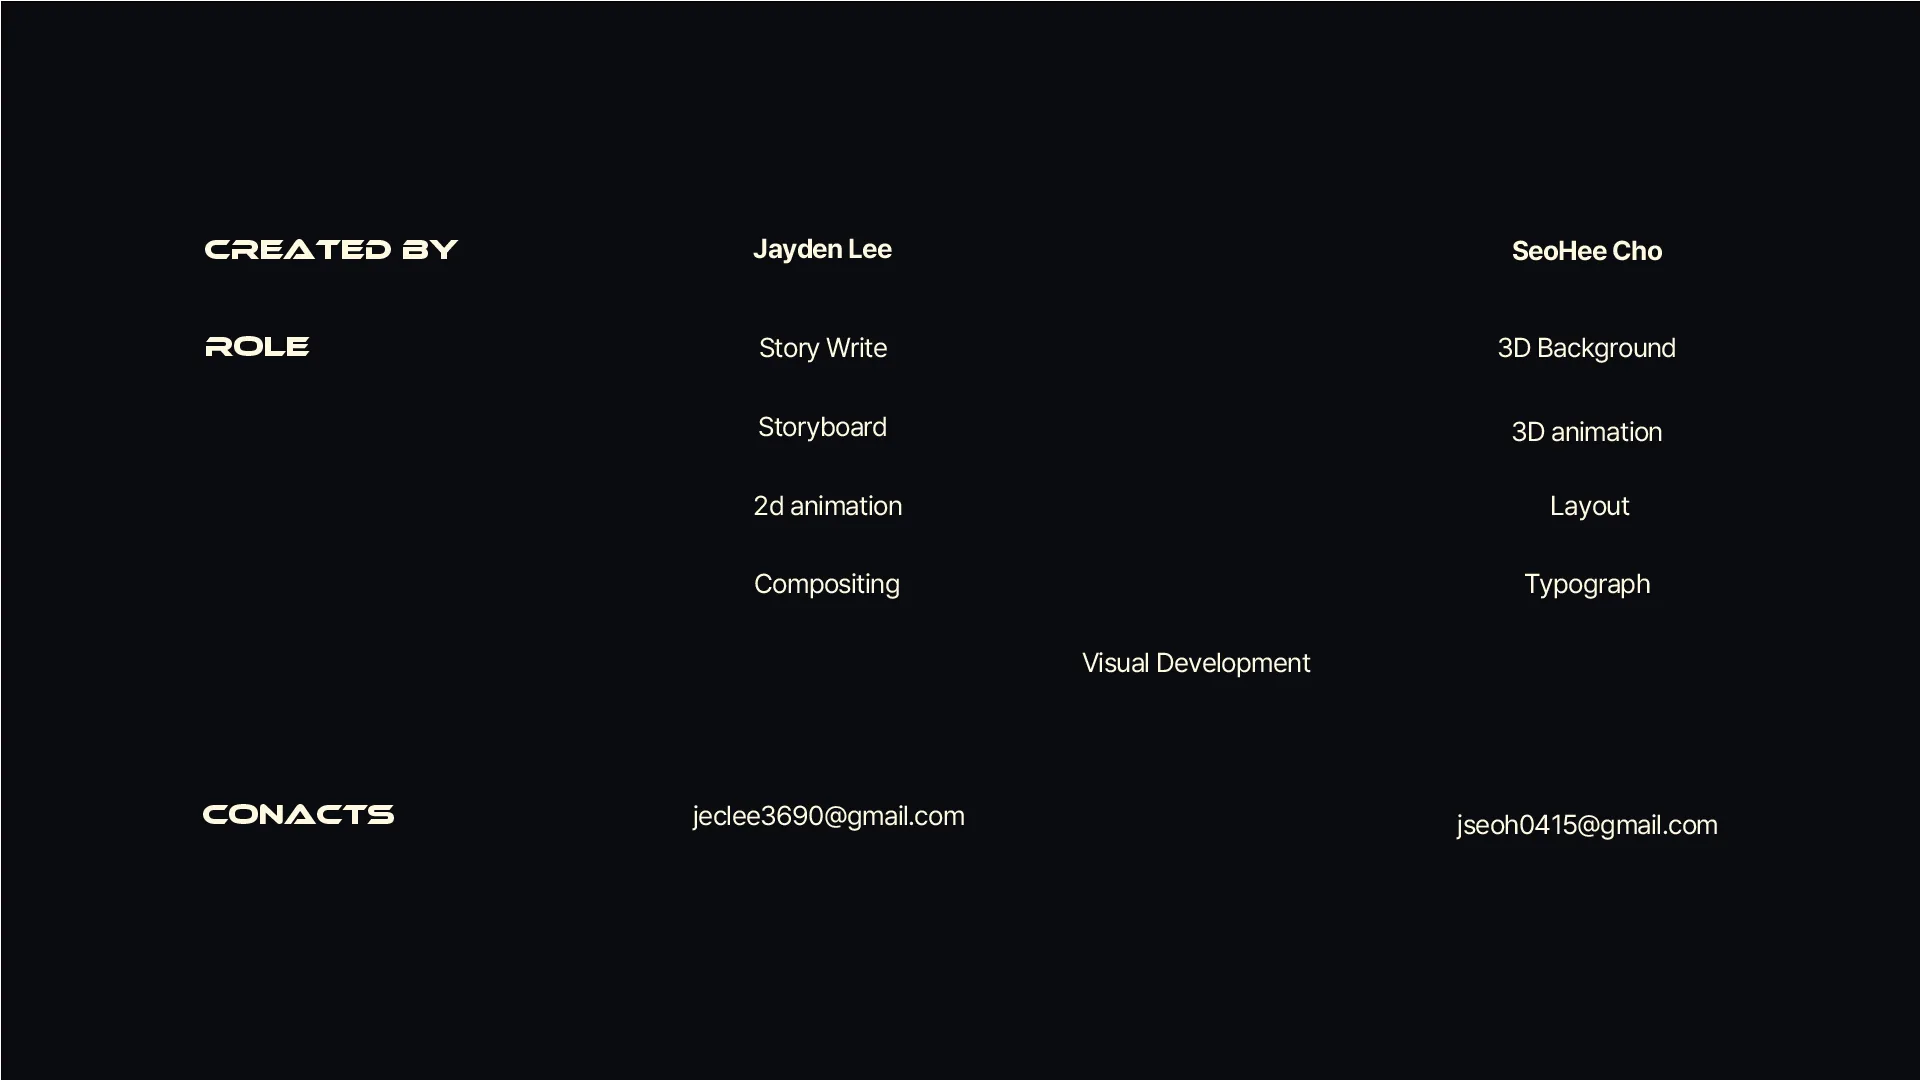 CREATED BY Jayden Lee SeoHee Cho
ROLE Story Write 3D Background
Storyboard 3D animation
2d animation Layout
Compositing Typograph
Visual Development
CONACTS jeclee3690@gmail.com jseoh0415@gmail.com